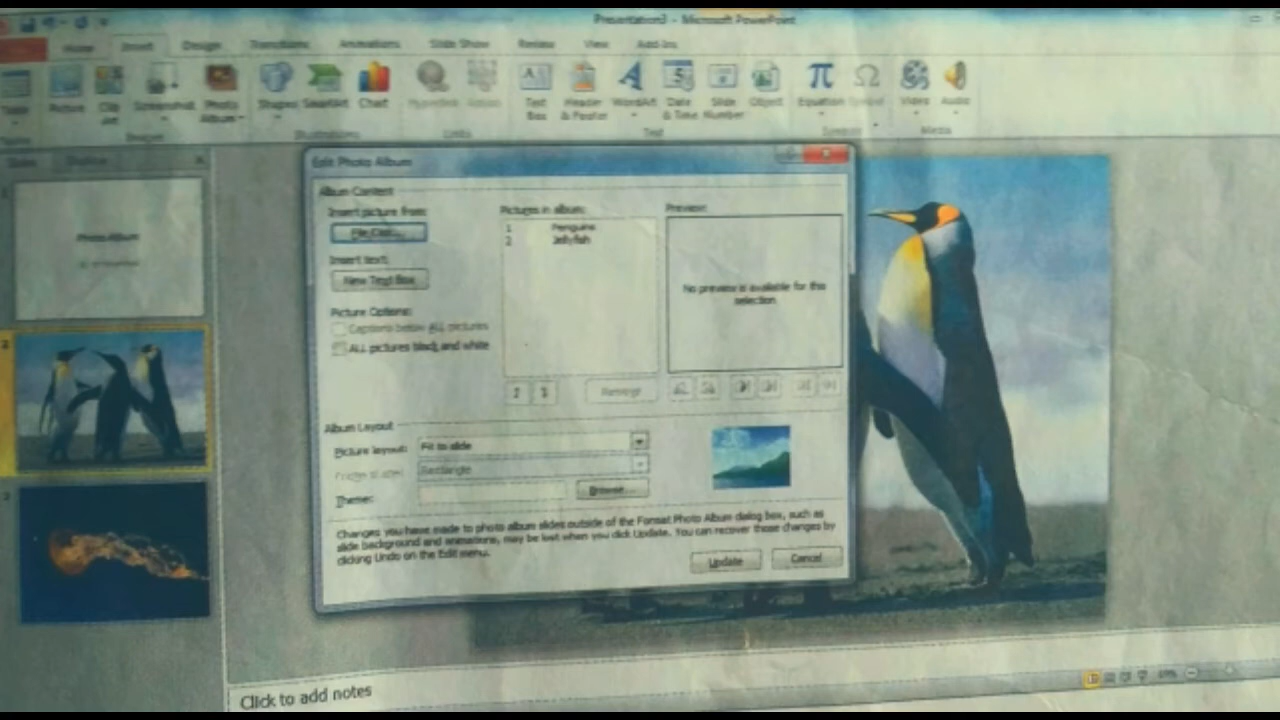 Presentation3 - Microsoft PowerPoint
Home Insert Design Transitions Animations Slide Show Review View Add-Ins
Table Picture Clip Art Screenshot Photo Album Shapes SmartArt Chart Hyperlink Action Text Box Header & Footer WordArt Date & Time Slide Number Object Equation Symbol Video Audio
Images Illustrations Links Text Symbols Media
Slides Outline
1
Photo Album
2
3
Edit Photo Album
Album Content
Insert picture from:
File/Disk...
Insert text:
New Text Box
Picture Options:
Captions below ALL pictures
ALL pictures black and white
Pictures in album:
1 Penguins
2 Jellyfish
Remove
Preview:
No preview is available for this
selection
Album Layout
Picture layout: Fit to slide
Frame shape: Rectangle
Theme: Browse...
Changes you have made to photo album slides outside of the Format Photo Album dialog box, such as
slide background and animations, may be lost when you click Update. You can recover those changes by
clicking Undo on the Edit menu.
Update Cancel
Click to add notes